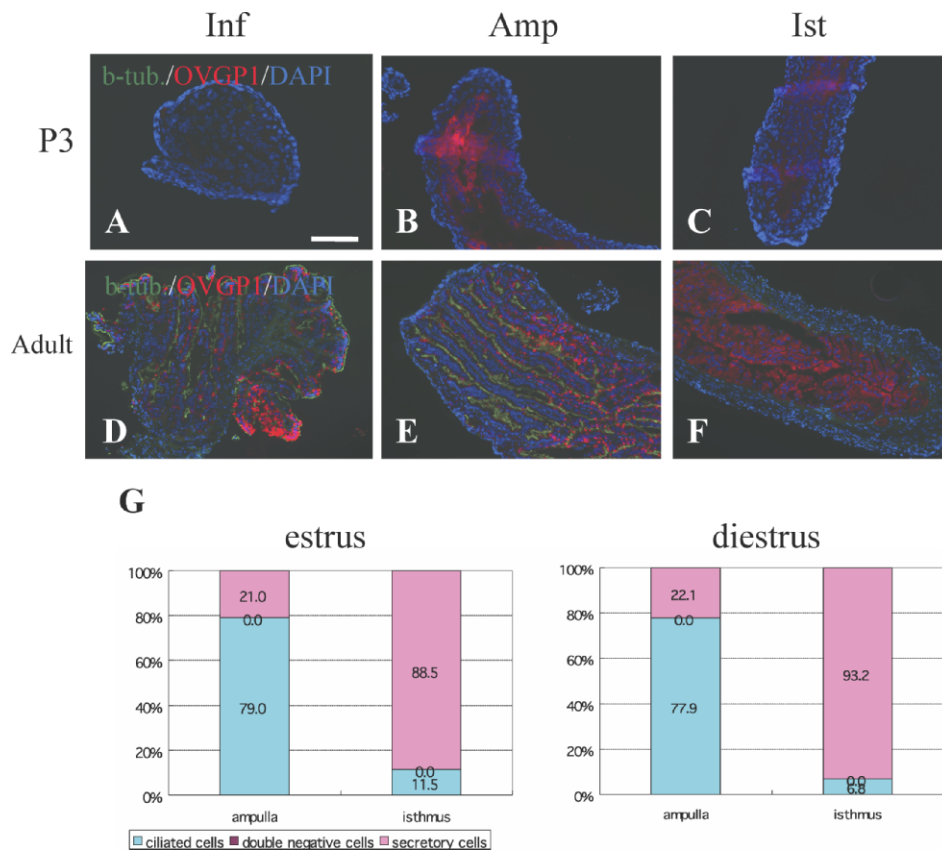 Inf Amp Ist
b-tub./OVGP1/DAPI
P3
A B C
b-tub./OVGP1/DAPI
Adult
D E F
G
estrus diestrus
100% 100%
21.0 22.1
80% 0.0 80% 0.0
60% 88.5 60% 93.2
40% 79.0 40% 77.9
20% 20%
0.0 0.0
0% 11.5 0% 6.8
ampulla isthmus ampulla isthmus
ciliated cells double negative cells secretory cells